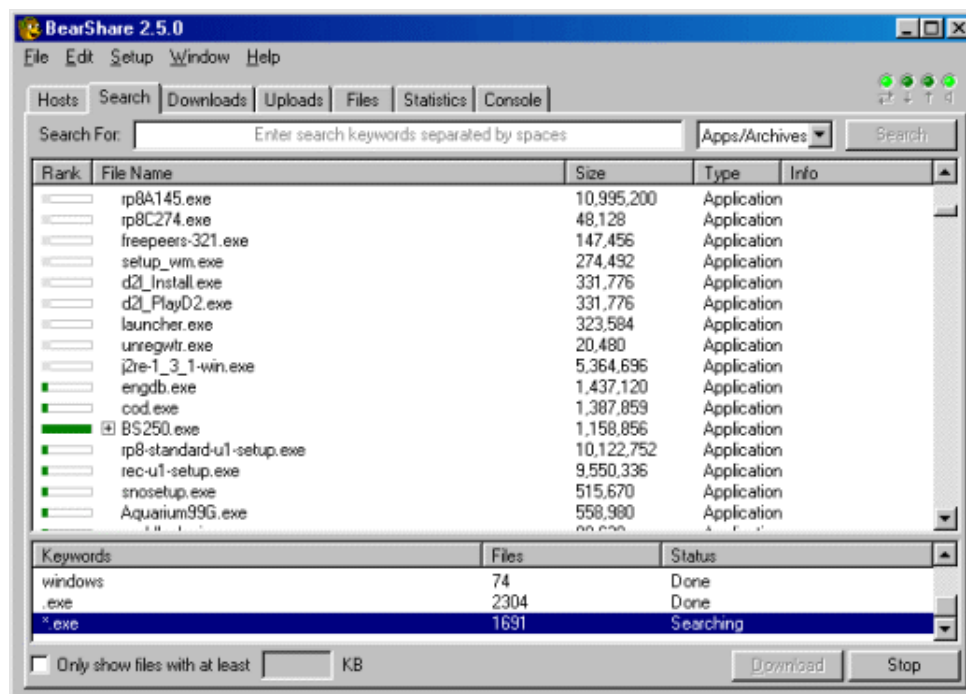 BearShare 2.5.0
File Edit Setup Window Help
Hosts Search Downloads Uploads Files Statistics Console
Search For: Enter search keywords separated by spaces Apps/Archives Search
Rank File Name Size Type Info
rp8A145.exe 10,995,200 Application
rp8C274.exe 48,128 Application
freepeers-321.exe 147,456 Application
setup_wm.exe 274,492 Application
d2l_Install.exe 331,776 Application
d2l_PlayD2.exe 331,776 Application
launcher.exe 323,584 Application
unregwtr.exe 20,480 Application
j2re-1_3_1-win.exe 5,364,696 Application
engdb.exe 1,437,120 Application
cod.exe 1,387,859 Application
BS250.exe 1,158,856 Application
rp8-standard-u1-setup.exe 10,122,752 Application
rec-u1-setup.exe 9,550,336 Application
snosetup.exe 515,670 Application
Aquarium99G.exe 558,980 Application
Keywords Files Status
windows 74 Done
.exe 2304 Done
*.exe 1691 Searching
Only show files with at least KB Download Stop